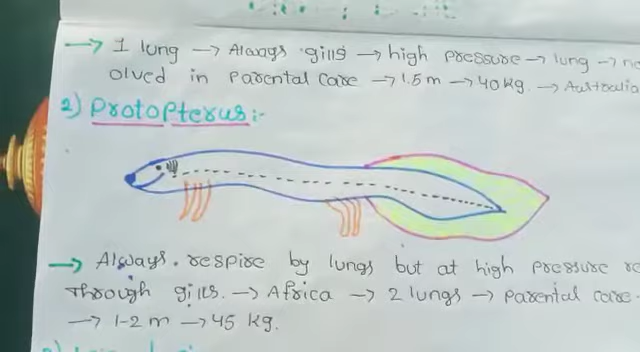 → 1 lung → Always gills → high pressure → lung →
olved in parental care → 1.5 m → 40 kg. → Australia
2) Protopterus:-
→ Always. respire by lungs but at high pressure
Through gills. → Africa → 2 lungs → parental care
→ 1-2 m → 45 kg.